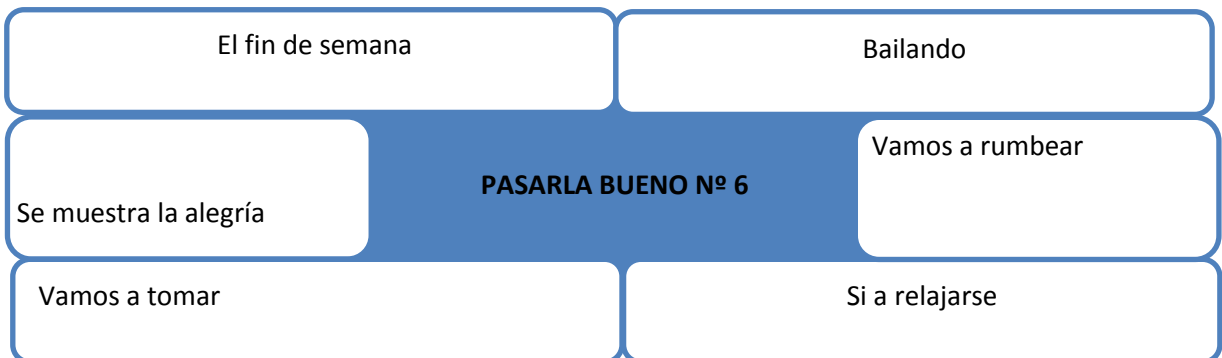 El fin de semana
Bailando
Vamos a rumbear
PASARLA BUENO Nº 6
Se muestra la alegría
Vamos a tomar
Si a relajarse